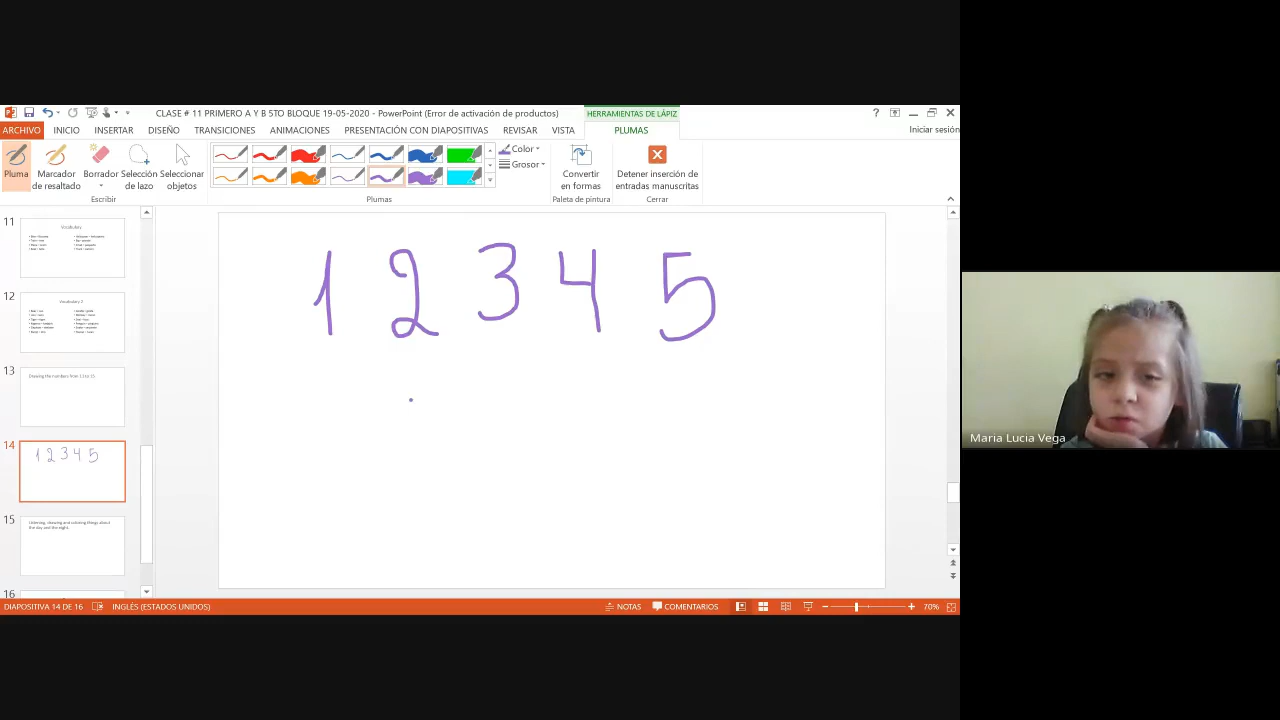 CLASE # 11 PRIMERO A Y B 5TO BLOQUE 19-05-2020 - PowerPoint (Error de activación de productos)
HERRAMIENTAS DE LÁPIZ
ARCHIVO INICIO INSERTAR DISEÑO TRANSICIONES ANIMACIONES PRESENTACIÓN CON DIAPOSITIVAS REVISAR VISTA PLUMAS Iniciar sesión
Pluma
Marcador de resaltado
Borrador
Selección de lazo
Seleccionar objetos
Escribir
Plumas
Color
Grosor
Convertir en formas
Paleta de pintura
Detener inserción de entradas manuscritas
Cerrar
11
Vocabulary
12
Vocabulary 2
13
Drawing the numbers from 11 to 15
14
1 2 3 4 5
15
Listening, drawing and coloring things about
the day and the night.
16
1 2 3 4 5
Maria Lucia Vega
DIAPOSITIVA 14 DE 16 INGLÉS (ESTADOS UNIDOS) NOTAS COMENTARIOS 70%